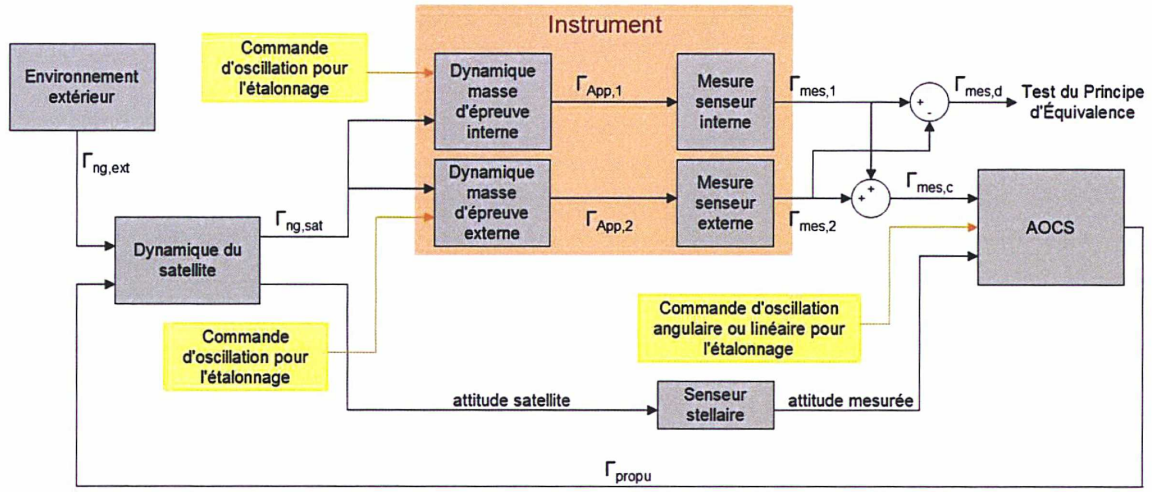 Instrument
Commande
d'oscillation pour
l'étalonnage
Environnement
extérieur
Dynamique
masse
d'épreuve
interne
ΓApp,1
Mesure
senseur
interne
Γmes,1
Γmes,d
Test du Principe
d'Équivalence
Γng,ext
Dynamique
masse
d'épreuve
externe
ΓApp,2
Mesure
senseur
externe
Γmes,2
Γmes,c
AOCS
Γng,sat
Dynamique du
satellite
Commande
d'oscillation pour
l'étalonnage
Commande d'oscillation
angulaire ou linéaire pour
l'étalonnage
attitude satellite
Senseur
stellaire
attitude mesurée
Γpropu
+
-
+
+